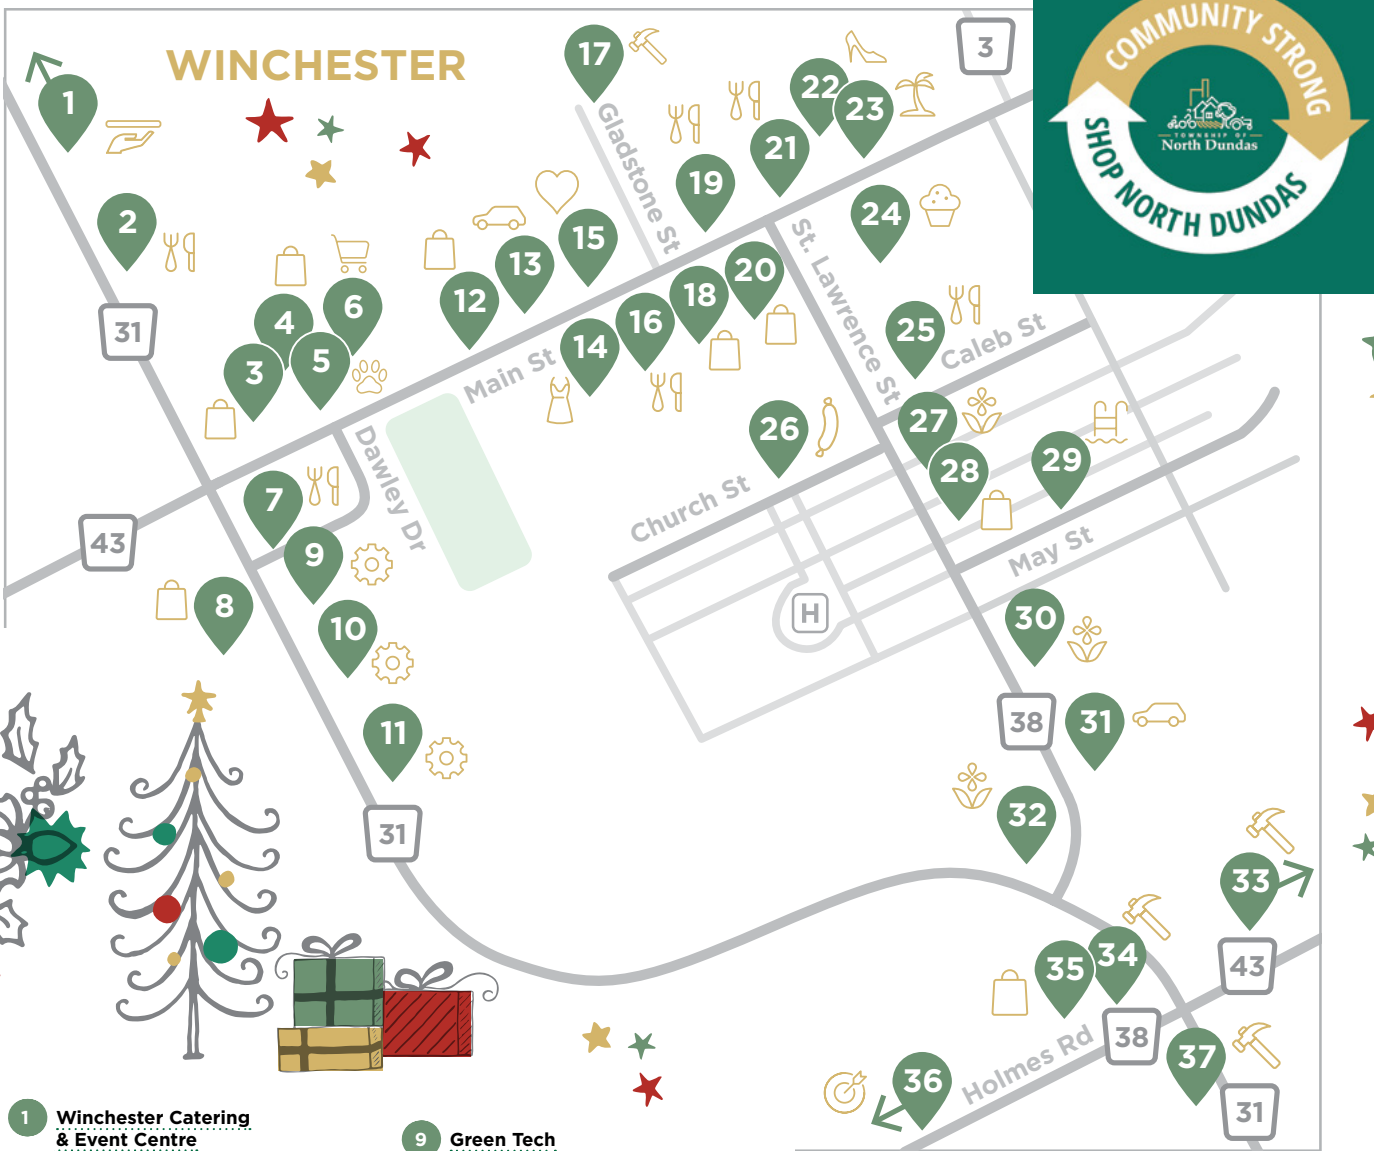 WINCHESTER
COMMUNITY STRONG
SHOP NORTH DUNDAS
TOWNSHIP OF
North Dundas
3
17
1
22
23
21
19
Gladstone St
2
24
15
13
20
St. Lawrence St
31
4
6
12
18
16
14
Main St
25
Caleb St
3
5
Dawley Dr
26
27
28
29
7
43
9
Church St
May St
8
10
H
30
11
38
31
31
32
33
34
35
43
38
Holmes Rd
37
36
31
1 Winchester Catering
& Event Centre
9 Green Tech